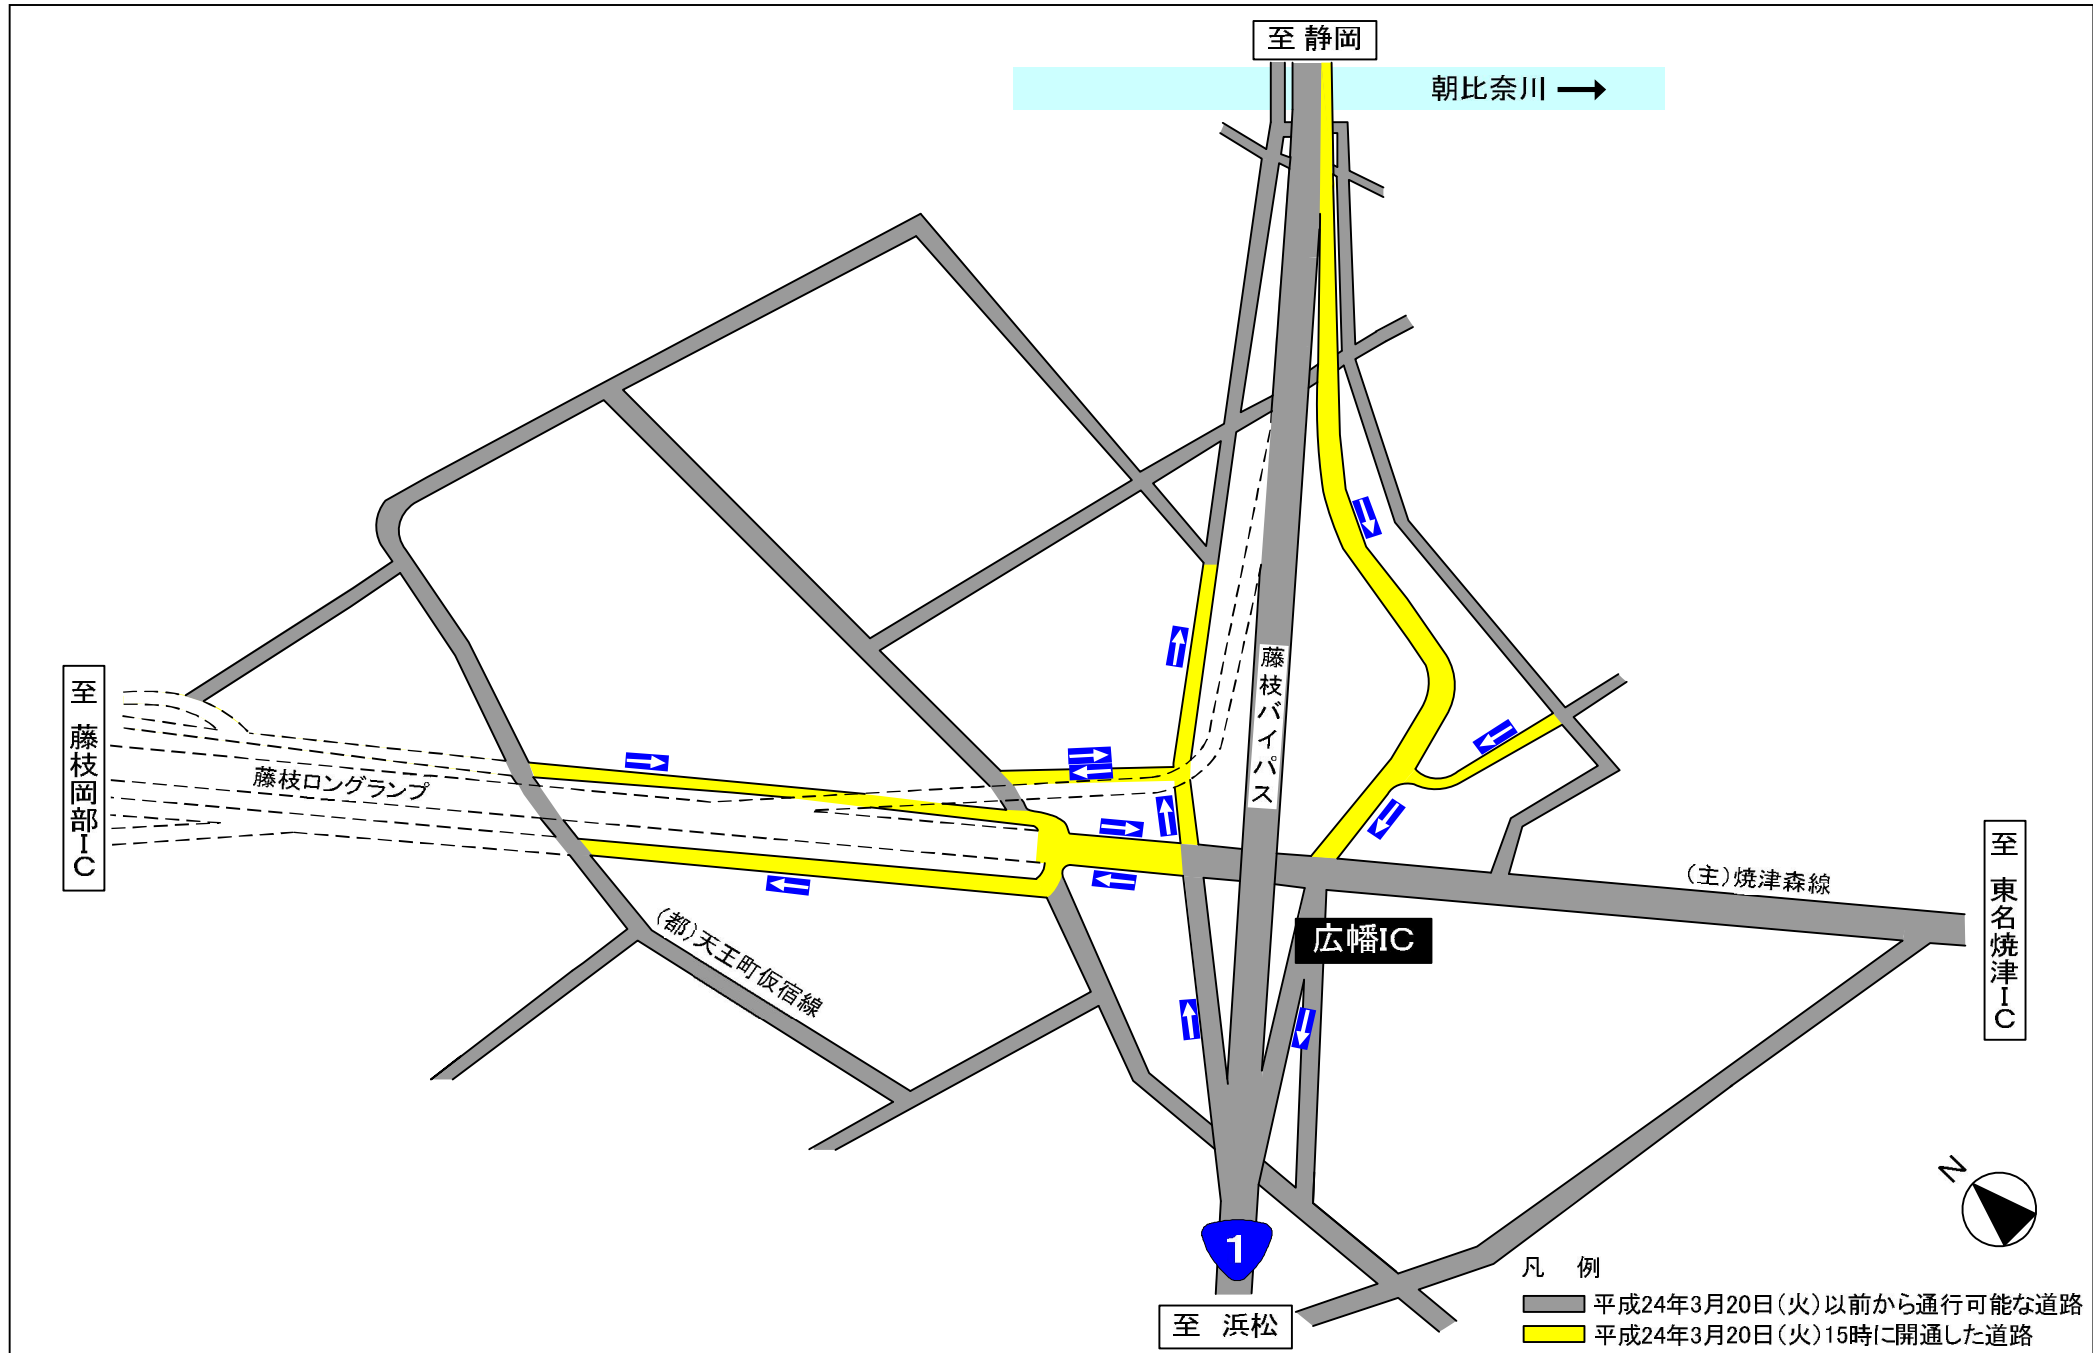 至 静岡
朝比奈川
藤枝バイパス
至 藤枝岡部IC
藤枝ロングランプ
(主)焼津森線
至 東名焼津IC
広幡IC
(都)天王町仮宿線
N
1
凡 例
平成24年3月20日(火)以前から通行可能な道路
平成24年3月20日(火)15時に開通した道路
至 浜松